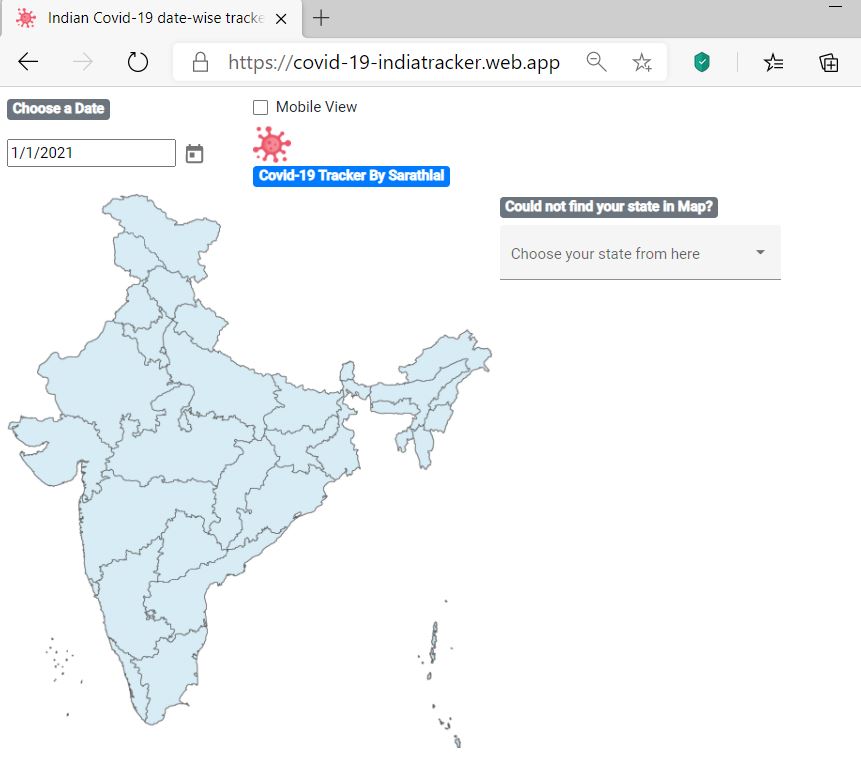 Indian Covid-19 date-wise tracke
https://covid-19-indiatracker.web.app
Choose a Date
Mobile View
1/1/2021
Covid-19 Tracker By Sarathlal
Could not find your state in Map?
Choose your state from here